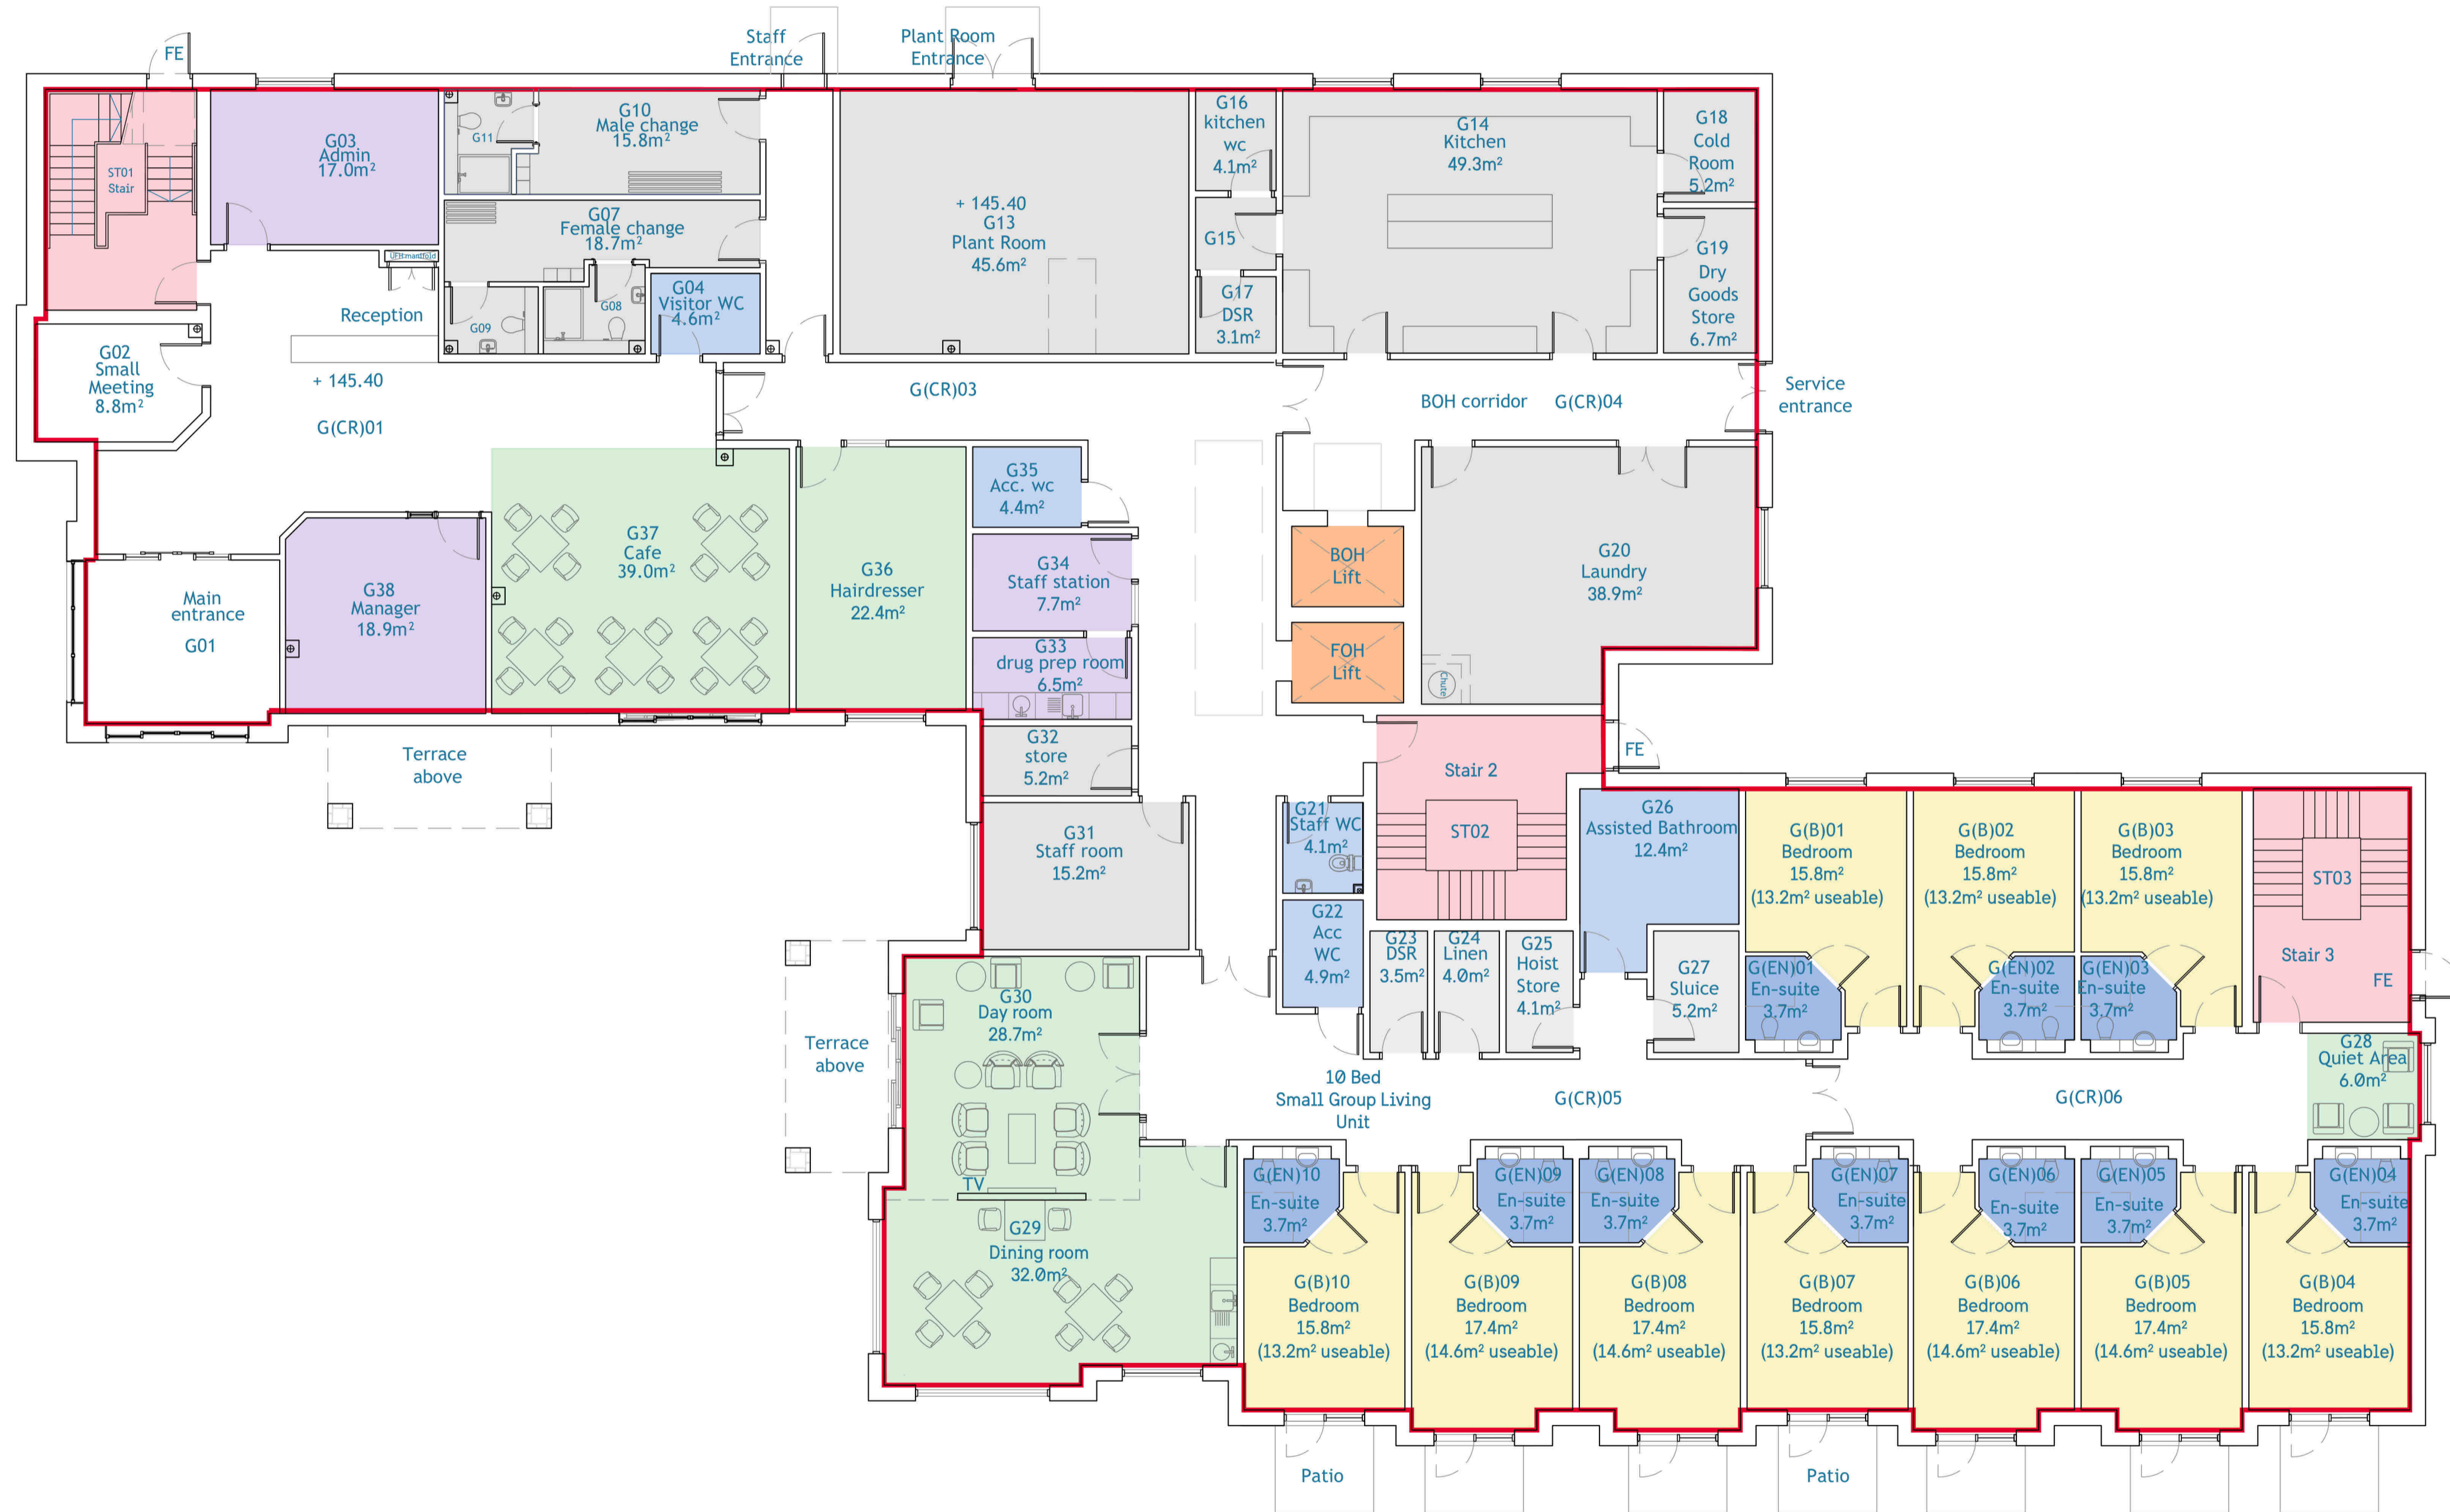 FE
Staff
Entrance
Plant Room
Entrance
ST01
Stair
G03
Admin
17.0m²
G11
G10
Male change
15.8m²
G07
Female change
18.7m²
UFH manifold
G09
G08
G04
Visitor WC
4.6m²
+ 145.40
G13
Plant Room
45.6m²
G16
kitchen
wc
4.1m²
G15
G17
DSR
3.1m²
G14
Kitchen
49.3m²
G18
Cold
Room
5.2m²
G19
Dry
Goods
Store
6.7m²
Reception
G02
Small
Meeting
8.8m²
+ 145.40
G(CR)01
G(CR)03
BOH corridor
G(CR)04
Service
entrance
Main
entrance
G01
G38
Manager
18.9m²
G37
Cafe
39.0m²
G36
Hairdresser
22.4m²
G35
Acc. wc
4.4m²
G34
Staff station
7.7m²
G33
drug prep room
6.5m²
G32
store
5.2m²
G31
Staff room
15.2m²
BOH
Lift
FOH
Lift
G20
Laundry
38.9m²
Chute
FE
Terrace
above
Stair 2
ST02
G21
Staff WC
4.1m²
G22
Acc
WC
4.9m²
G23
DSR
3.5m²
G24
Linen
4.0m²
G25
Hoist
Store
4.1m²
G26
Assisted Bathroom
12.4m²
G27
Sluice
5.2m²
G(B)01
Bedroom
15.8m²
(13.2m² useable)
G(B)02
Bedroom
15.8m²
(13.2m² useable)
G(B)03
Bedroom
15.8m²
(13.2m² useable)
ST03
Stair 3
FE
G(EN)01
En-suite
3.7m²
G(EN)02
En-suite
3.7m²
G(EN)03
En-suite
3.7m²
G28
Quiet Area
6.0m²
Terrace
above
G30
Day room
28.7m²
TV
G29
Dining room
32.0m²
10 Bed
Small Group Living
Unit
G(CR)05
G(CR)06
G(EN)10
En-suite
3.7m²
G(EN)09
En-suite
3.7m²
G(EN)08
En-suite
3.7m²
G(EN)07
En-suite
3.7m²
G(EN)06
En-suite
3.7m²
G(EN)05
En-suite
3.7m²
G(EN)04
En-suite
3.7m²
G(B)10
Bedroom
15.8m²
(13.2m² useable)
G(B)09
Bedroom
17.4m²
(14.6m² useable)
G(B)08
Bedroom
17.4m²
(14.6m² useable)
G(B)07
Bedroom
15.8m²
(13.2m² useable)
G(B)06
Bedroom
17.4m²
(14.6m² useable)
G(B)05
Bedroom
17.4m²
(14.6m² useable)
G(B)04
Bedroom
15.8m²
(13.2m² useable)
Patio
Patio